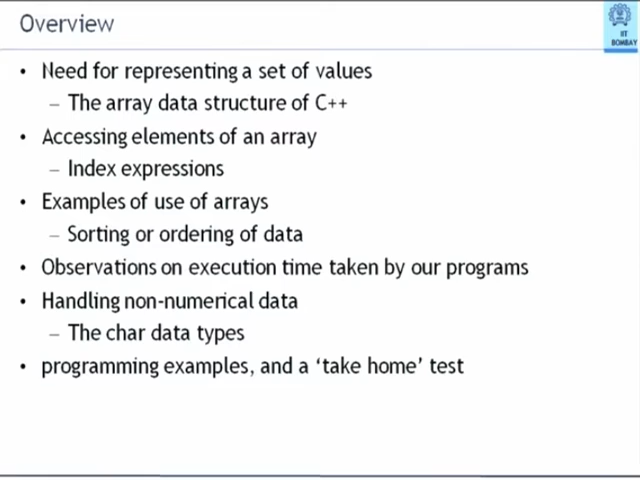 Overview
IIT
BOMBAY
• Need for representing a set of values
– The array data structure of C++
• Accessing elements of an array
– Index expressions
• Examples of use of arrays
– Sorting or ordering of data
• Observations on execution time taken by our programs
• Handling non-numerical data
– The char data types
• programming examples, and a ‘take home’ test